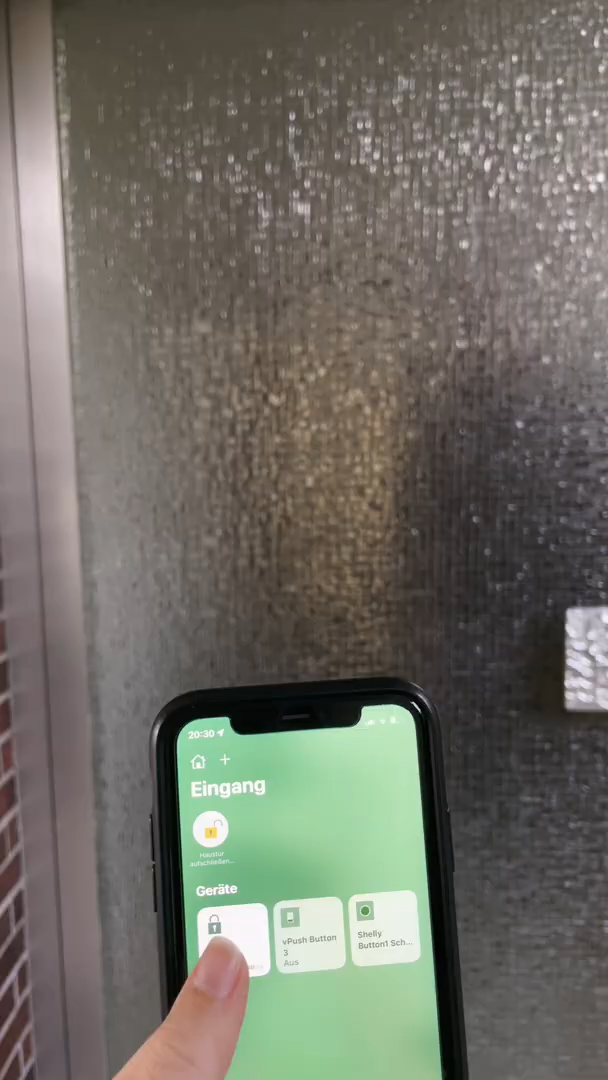 20:30
Eingang
Haustür
aufschließen...
Geräte
vPush Button
3
Aus
Shelly
Button1 Sch...